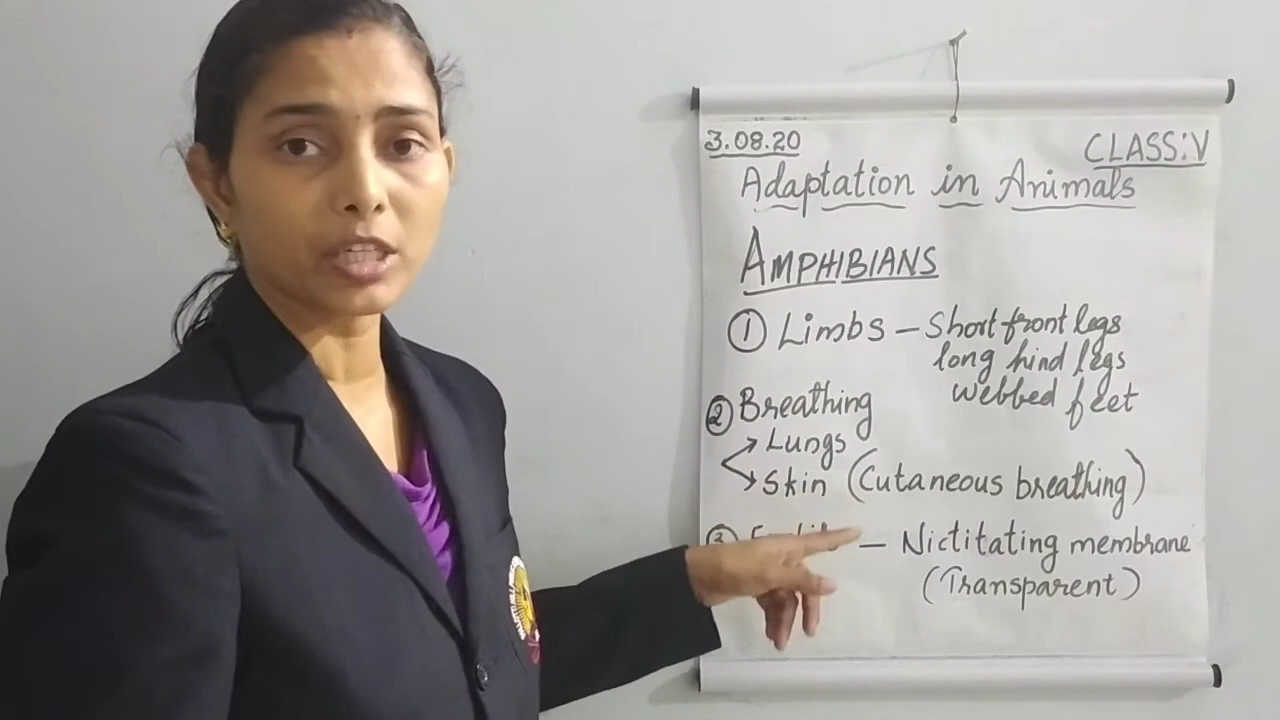 3.08.20
CLASS:V
Adaptation in Animals
AMPHIBIANS
① Limbs – Short front legs
long hind legs
webbed feet
② Breathing
→ Lungs
→ Skin (Cutaneous breathing)
③ – Nictitating membrane
(Transparent)